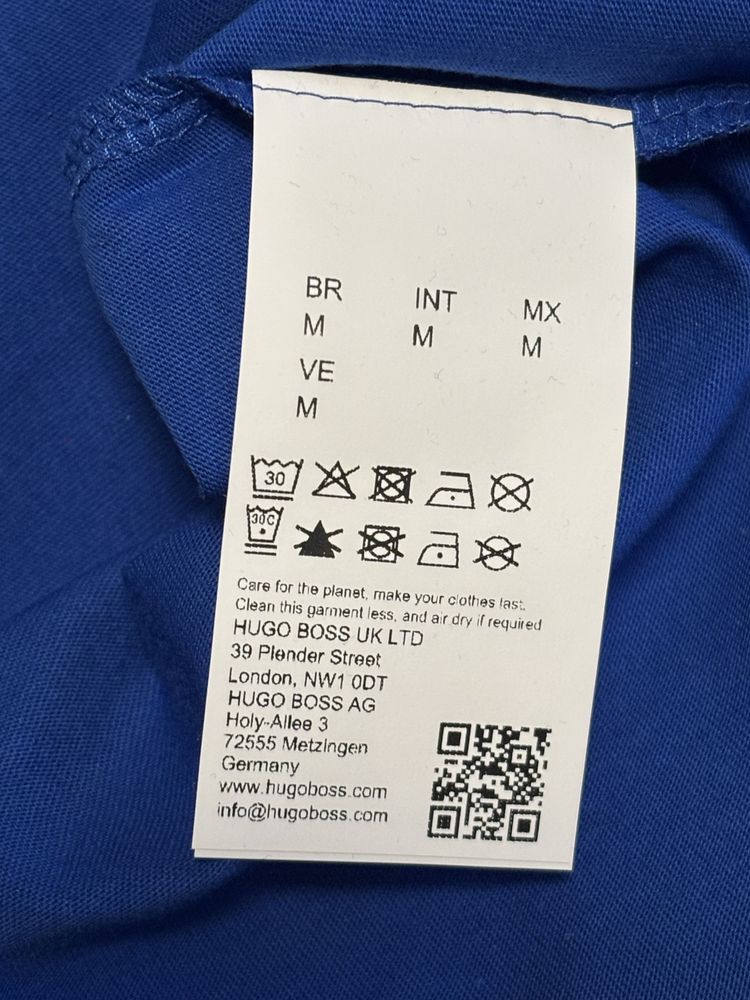 BR INT MX
M M M
VE
M
30
30C
Care for the planet, make your clothes last.
Clean this garment less, and air dry if required
HUGO BOSS UK LTD
39 Plender Street
London, NW1 0DT
HUGO BOSS AG
Holy-Allee 3
72555 Metzingen
Germany
www.hugoboss.com
info@hugoboss.com